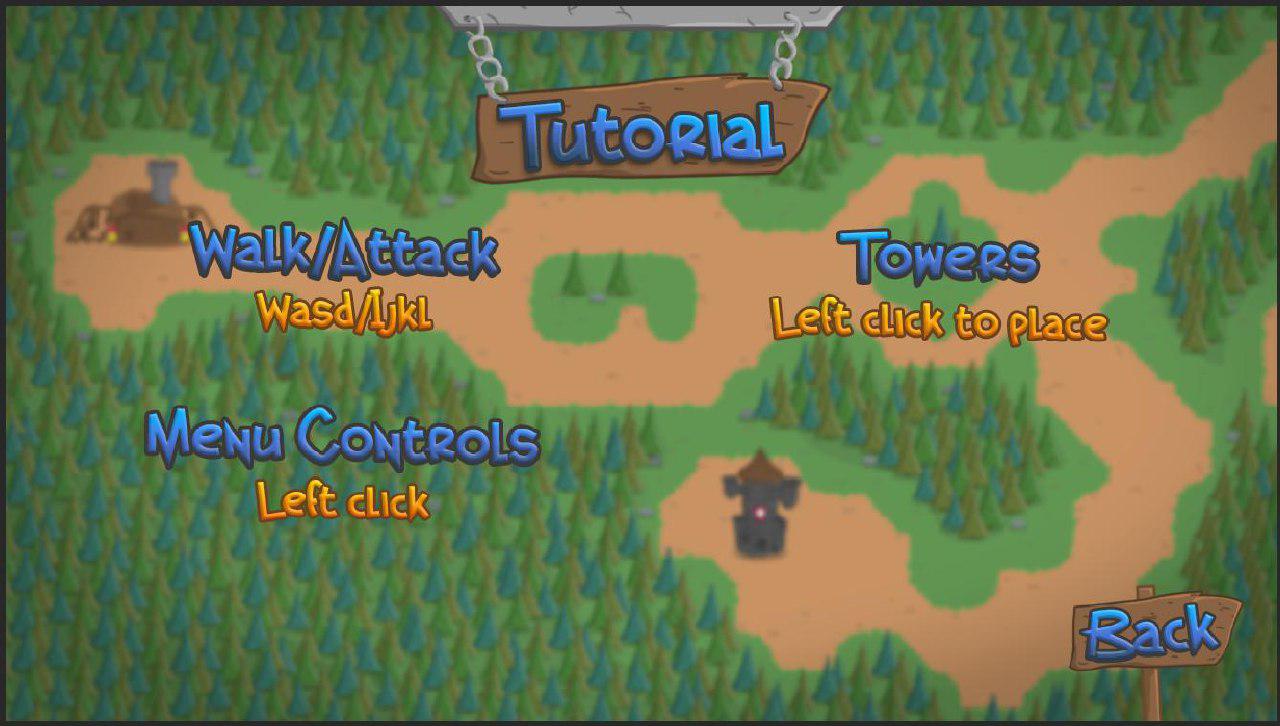 Tutorial
Walk/Attack
Wasd/Ijkl
Towers
Left click to place
Menu Controls
Left click
Back